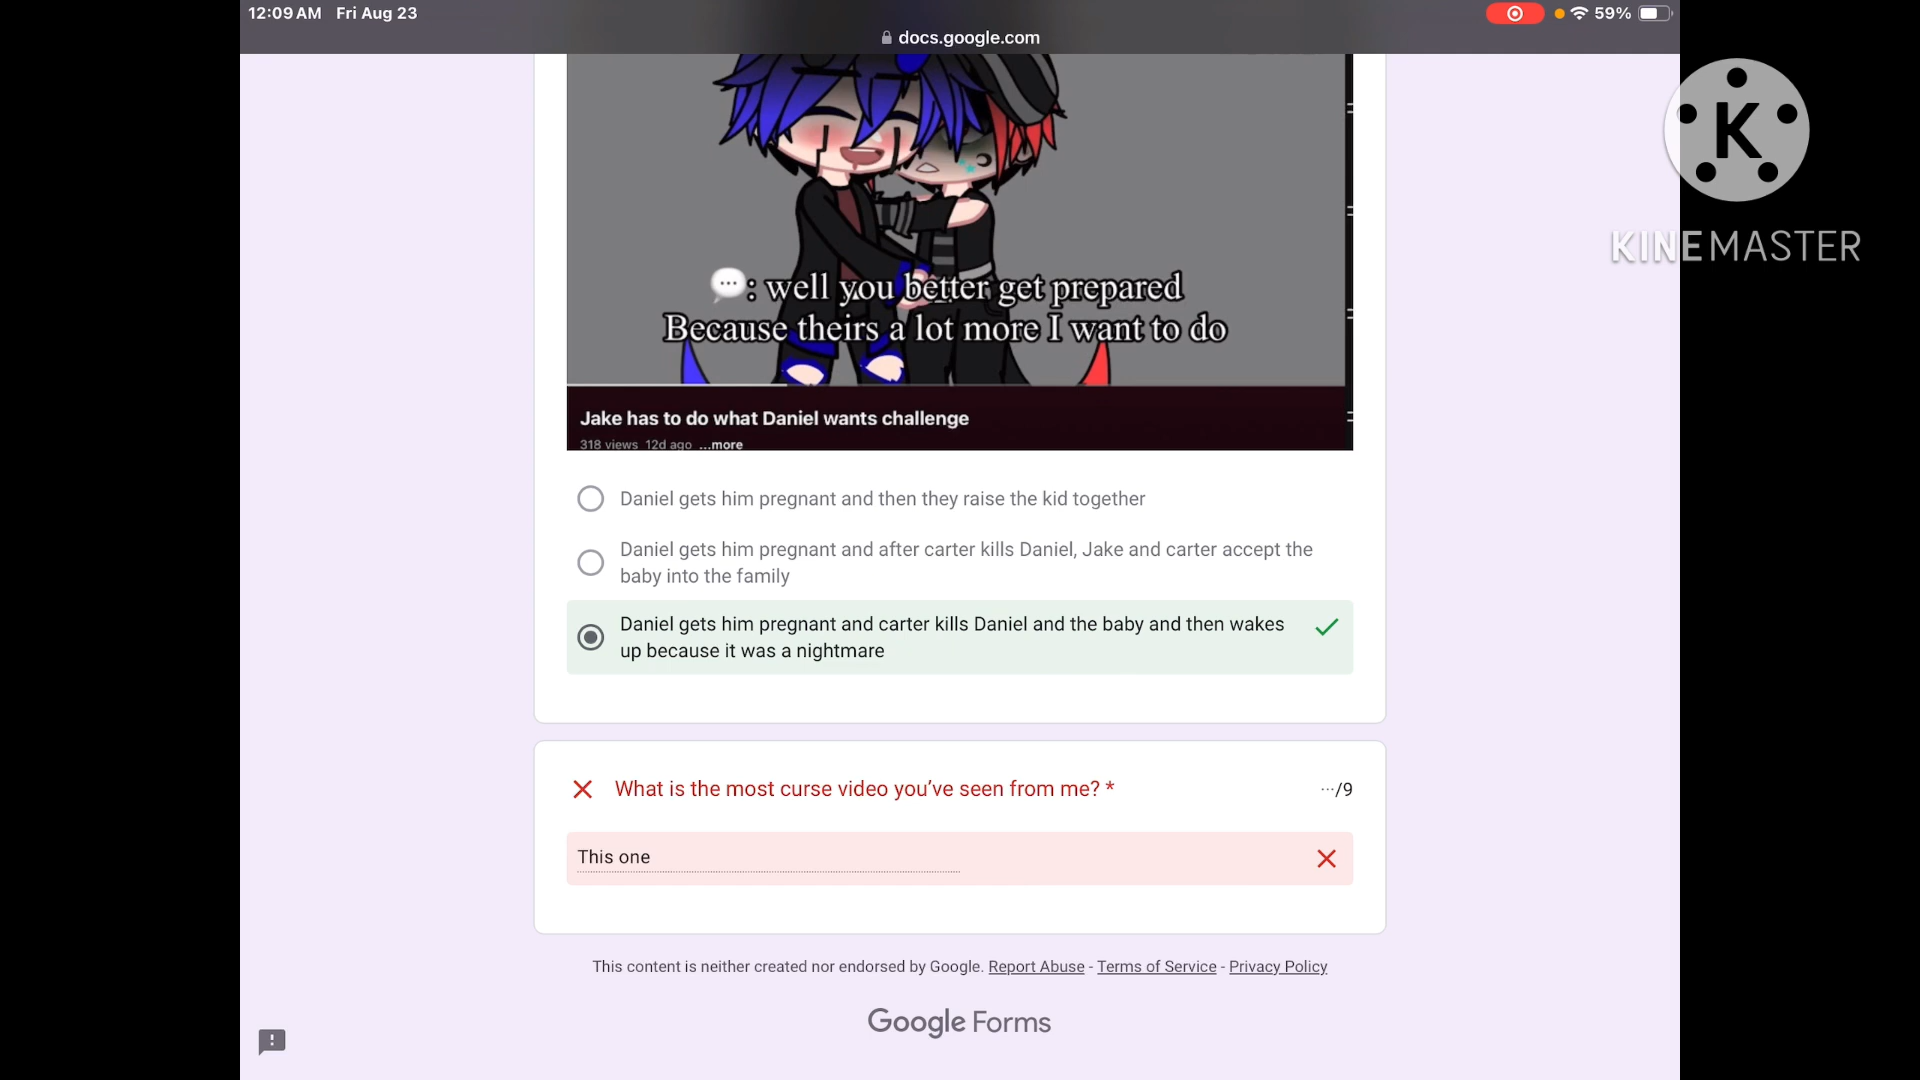 12:09 AM Fri Aug 23
59%
docs.google.com
K
KINEMASTER
💬: well you better get prepared
Because theirs a lot more I want to do
Jake has to do what Daniel wants challenge
318 views 12d ago ...more
Daniel gets him pregnant and then they raise the kid together
Daniel gets him pregnant and after carter kills Daniel, Jake and carter accept the
baby into the family
Daniel gets him pregnant and carter kills Daniel and the baby and then wakes
up because it was a nightmare
What is the most curse video you’ve seen from me? *
···/9
This one
This content is neither created nor endorsed by Google. Report Abuse - Terms of Service - Privacy Policy
Google Forms